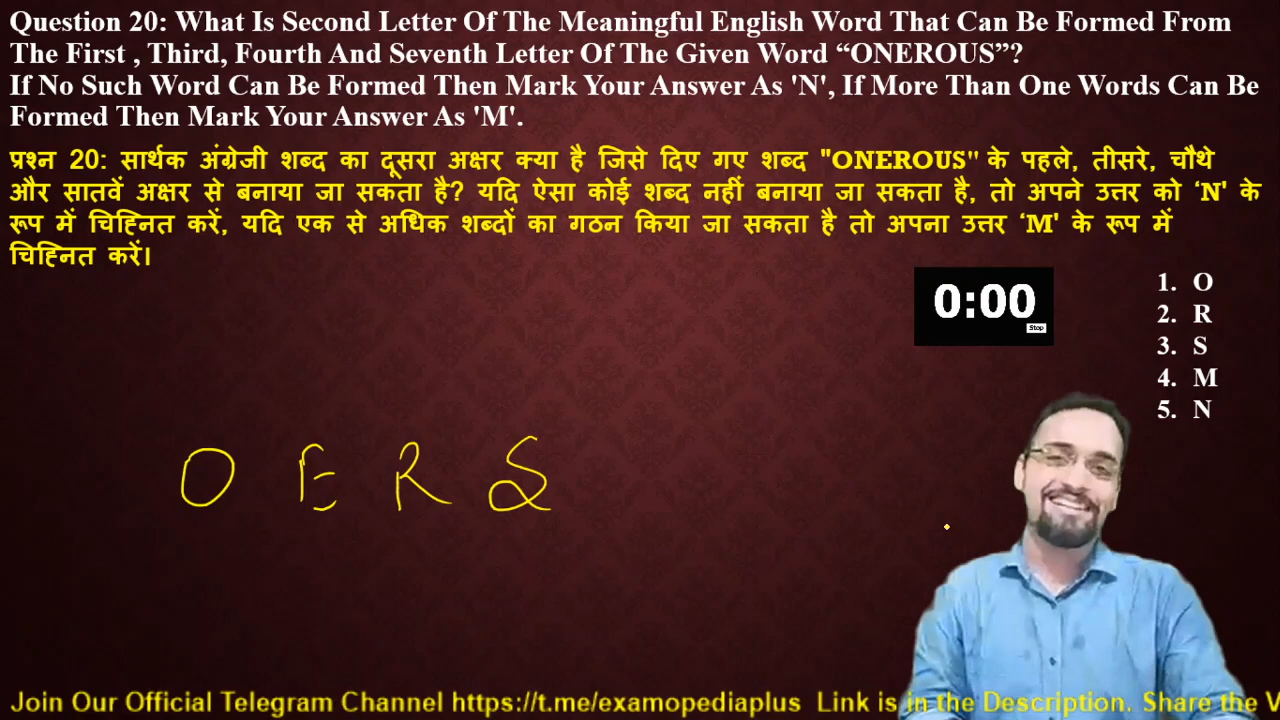 Question 20: What Is Second Letter Of The Meaningful English Word That Can Be Formed From
The First , Third, Fourth And Seventh Letter Of The Given Word “ONEROUS”?
If No Such Word Can Be Formed Then Mark Your Answer As 'N', If More Than One Words Can Be
Formed Then Mark Your Answer As 'M'.
प्रश्न 20: सार्थक अंग्रेजी शब्द का दूसरा अक्षर क्या है जिसे दिए गए शब्द "ONEROUS" के पहले, तीसरे, चौथे
और सातवें अक्षर से बनाया जा सकता है? यदि ऐसा कोई शब्द नहीं बनाया जा सकता है, तो अपने उत्तर को ‘N' के
रूप में चिह्नित करें, यदि एक से अधिक शब्दों का गठन किया जा सकता है तो अपना उत्तर ‘M' के रूप में
चिह्नित करें।
0:00
Stop
1. O
2. R
3. S
4. M
5. N
O E R S
Join Our Official Telegram Channel https://t.me/examopediaplus Link is in the Description. Share the V